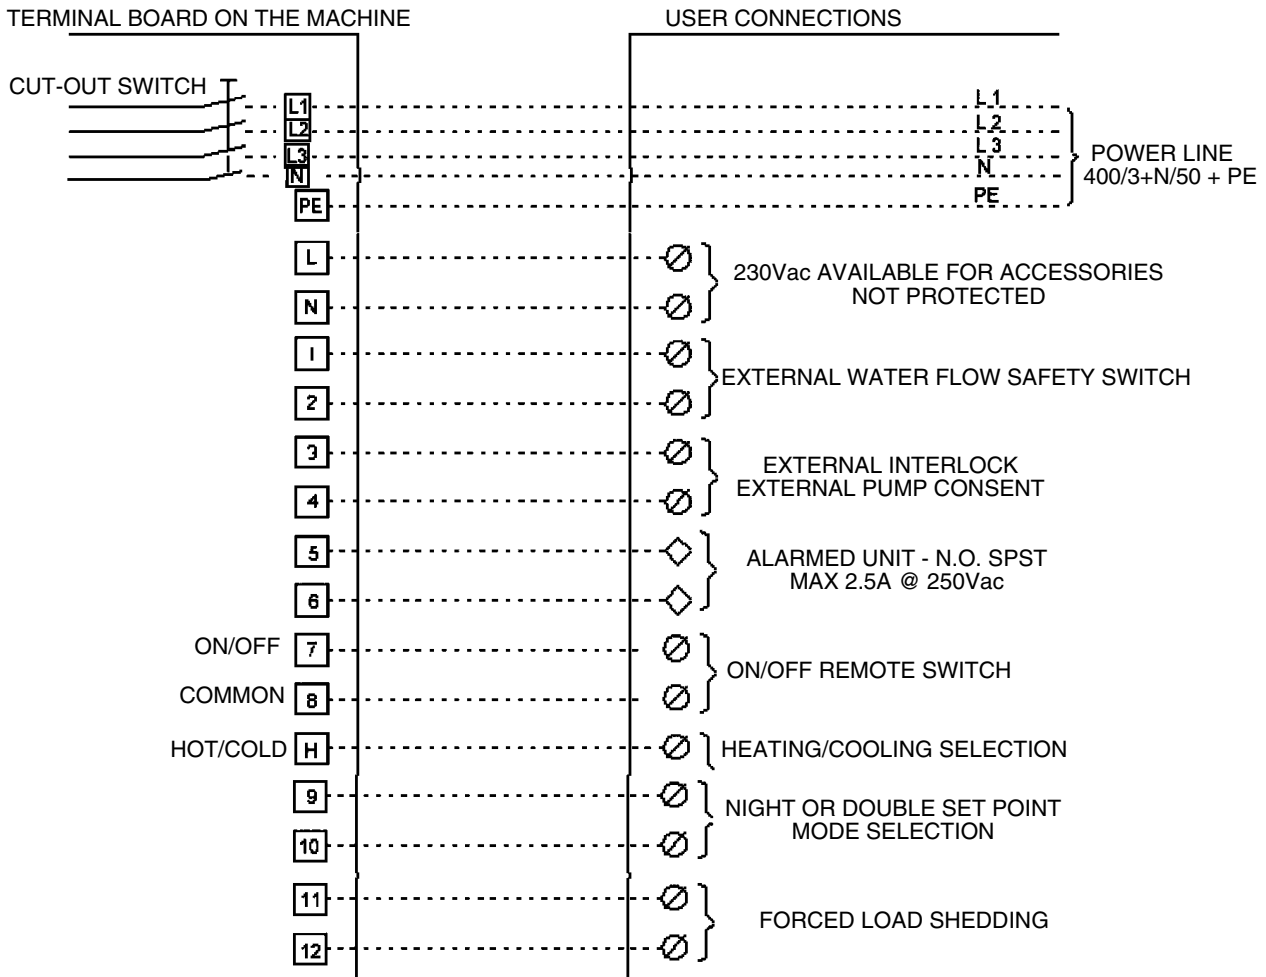 TERMINAL BOARD ON THE MACHINE
USER CONNECTIONS
CUT-OUT SWITCH
L1
L2
L3
N
PE
L1
L2
L3
N
PE
POWER LINE
400/3+N/50 + PE
L
N
230Vac AVAILABLE FOR ACCESSORIES
NOT PROTECTED
1
2
EXTERNAL WATER FLOW SAFETY SWITCH
3
4
EXTERNAL INTERLOCK
EXTERNAL PUMP CONSENT
5
6
ALARMED UNIT - N.O. SPST
MAX 2.5A @ 250Vac
ON/OFF
7
COMMON
8
ON/OFF REMOTE SWITCH
HOT/COLD
H
HEATING/COOLING SELECTION
9
10
NIGHT OR DOUBLE SET POINT
MODE SELECTION
11
12
FORCED LOAD SHEDDING